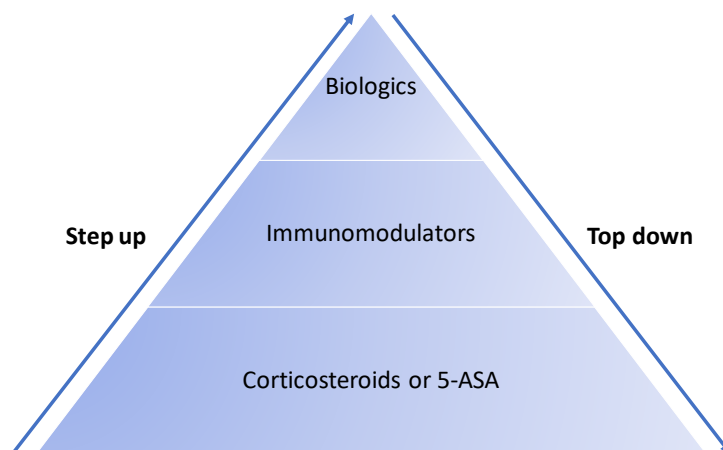 Biologics
Step up
Immunomodulators
Top down
Corticosteroids or 5-ASA